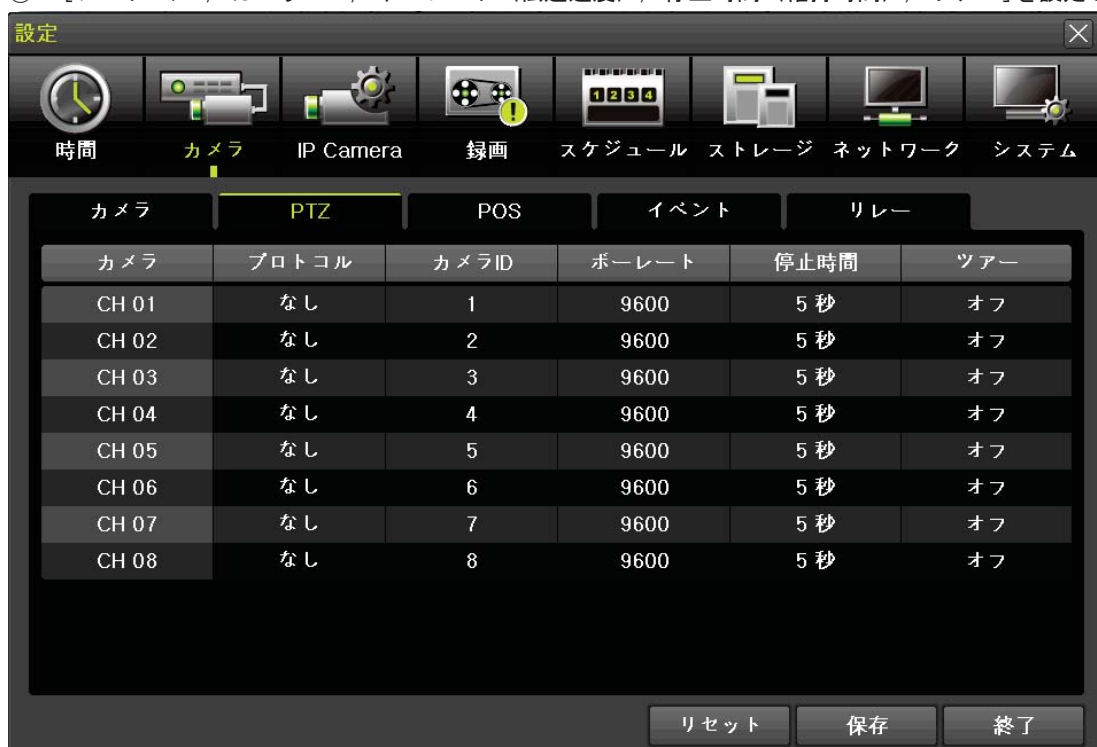 設定
1234
時間 カメラ IP Camera 録画 スケジュール ストレージ ネットワーク システム
カメラ PTZ POS イベント リレー
カメラ プロトコル カメラID ボーレート 停止時間 ツアー
CH 01 なし 1 9600 5 秒 オフ
CH 02 なし 2 9600 5 秒 オフ
CH 03 なし 3 9600 5 秒 オフ
CH 04 なし 4 9600 5 秒 オフ
CH 05 なし 5 9600 5 秒 オフ
CH 06 なし 6 9600 5 秒 オフ
CH 07 なし 7 9600 5 秒 オフ
CH 08 なし 8 9600 5 秒 オフ
リセット 保存 終了